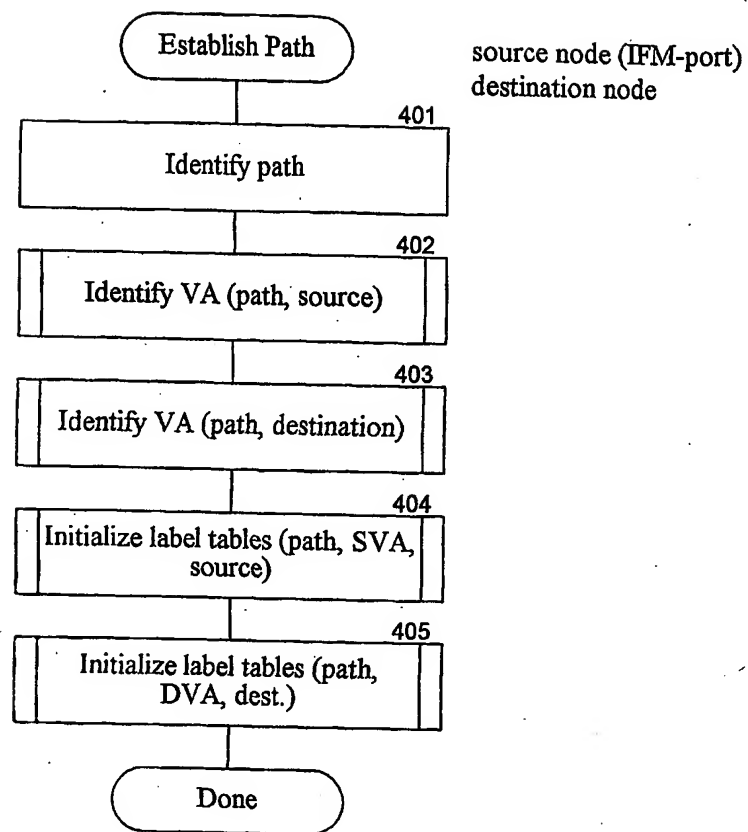 Establish Path
source node (IFM-port)
destination node
401
Identify path
402
Identify VA (path, source)
403
Identify VA (path, destination)
404
Initialize label tables (path, SVA,
source)
405
Initialize label tables (path,
DVA, dest.)
Done